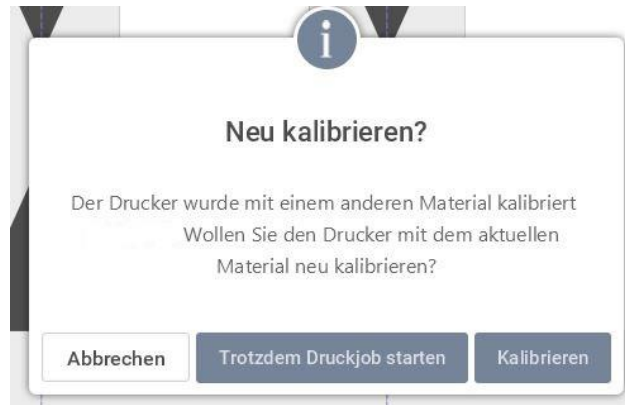 i
Neu kalibrieren?
Der Drucker wurde mit einem anderen Material kalibriert
Wollen Sie den Drucker mit dem aktuellen
Material neu kalibrieren?
Abbrechen Trotzdem Druckjob starten Kalibrieren